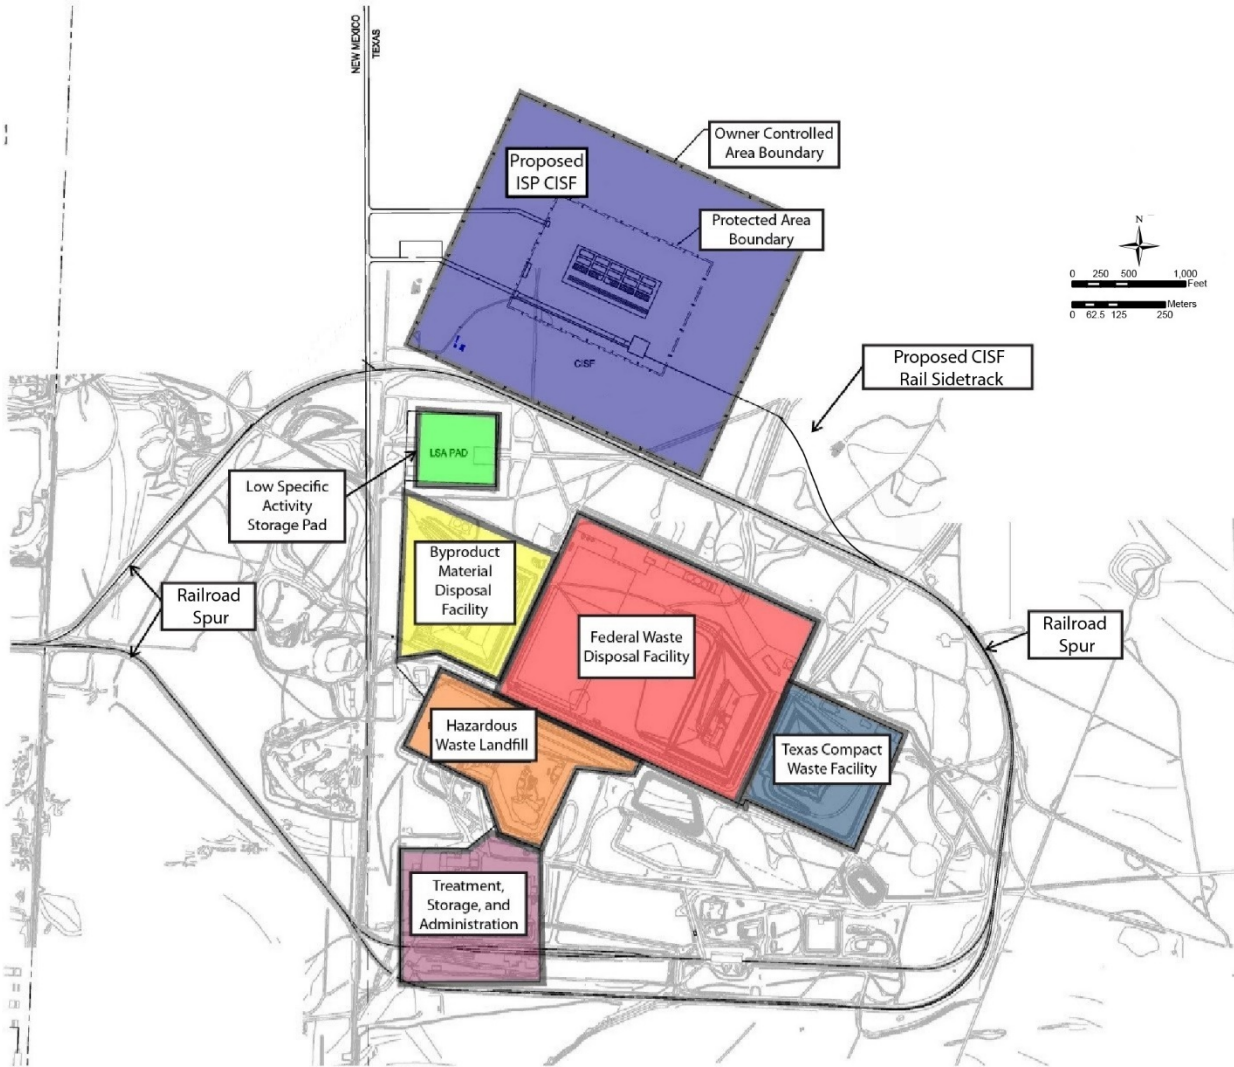 NEW MEXICO
TEXAS
Owner Controlled
Area Boundary
Proposed
ISP CISF
Protected Area
Boundary
N
0 250 500 1,000
Feet
Meters
0 62.5 125 250
CISF
Proposed CISF
Rail Sidetrack
LSA PAD
Low Specific
Activity
Storage Pad
Byproduct
Material
Disposal
Facility
Railroad
Spur
Federal Waste
Disposal Facility
Railroad
Spur
Hazardous
Waste Landfill
Texas Compact
Waste Facility
Treatment,
Storage, and
Administration